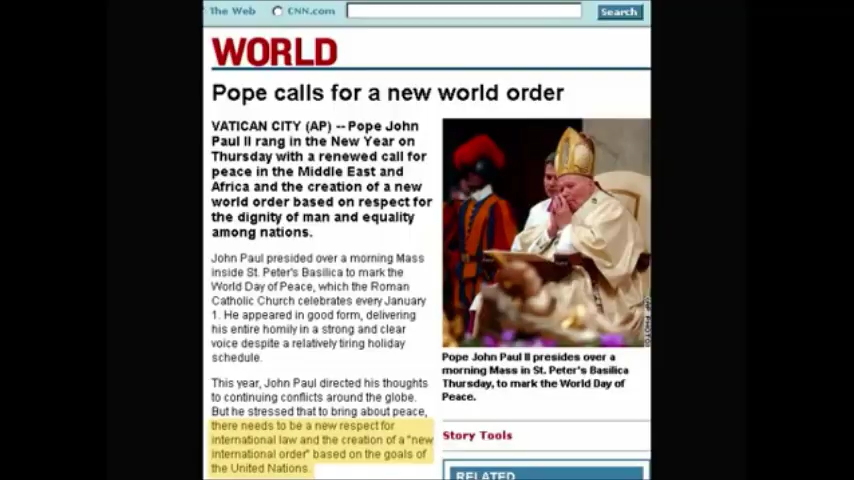 The Web CNN.com Search
WORLD
Pope calls for a new world order
VATICAN CITY (AP) -- Pope John
Paul II rang in the New Year on
Thursday with a renewed call for
peace in the Middle East and
Africa and the creation of a new
world order based on respect for
the dignity of man and equality
among nations.
John Paul presided over a morning Mass
inside St. Peter's Basilica to mark the
World Day of Peace, which the Roman
Catholic Church celebrates every January
1. He appeared in good form, delivering
his entire homily in a strong and clear
voice despite a relatively tiring holiday
schedule.
This year, John Paul directed his thoughts
to continuing conflicts around the globe.
But he stressed that to bring about peace,
there needs to be a new respect for
international law and the creation of a "new
international order" based on the goals of
the United Nations.
(AP PHOTO)
Pope John Paul II presides over a
morning Mass in St. Peter's Basilica
Thursday, to mark the World Day of
Peace.
Story Tools
RELATED